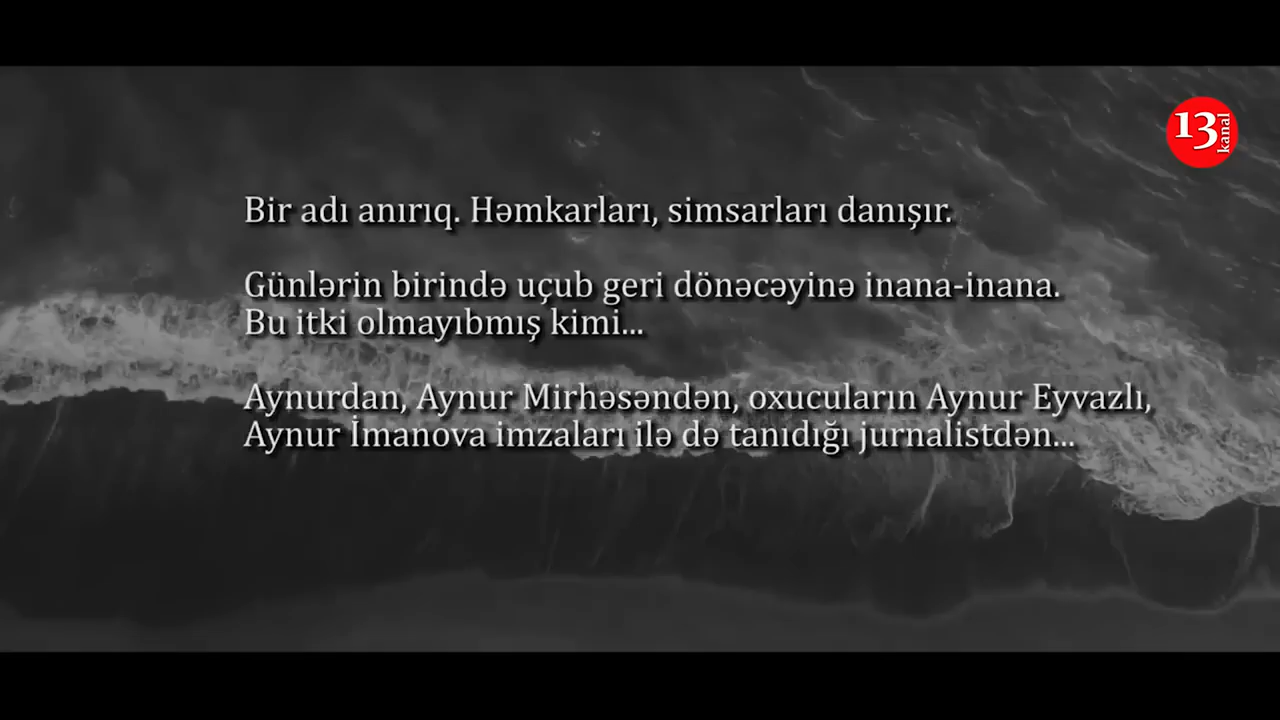 13
kanal
Bir adı anırıq. Həmkarları, simsarları danışır.
Günlərin birində uçub geri dönəcəyinə inana-inana.
Bu itki olmayıbmış kimi...
Aynurdan, Aynur Mirhəsəndən, oxucuların Aynur Eyvazlı,
Aynur İmanova imzaları ilə də tanıdığı jurnalistdən...